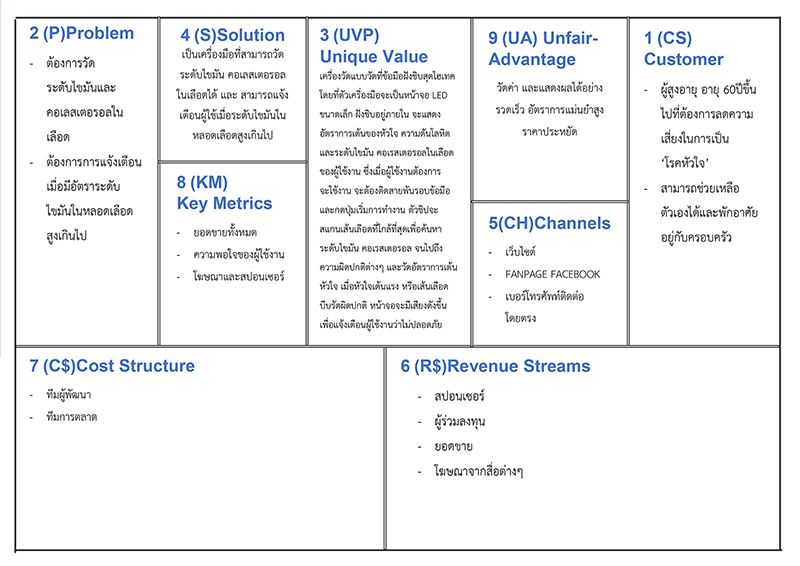 2 (P)Problem
- ต้องการวัด
ระดับไขมันและ
คอเลสเตอรอลใน
เลือด
- ต้องการการแจ้งเตือน
เมื่อมีอัตราระดับ
ไขมันในหลอดเลือด
สูงเกินไป
4 (S)Solution
เป็นเครื่องมือที่สามารถวัด
ระดับไขมัน คอเลสเตอรอล
ในเลือดได้ และ สามารถแจ้ง
เตือนผู้ใช้เมื่อระดับไขมันใน
หลอดเลือดสูงเกินไป
8 (KM)
Key Metrics
- ยอดขายทั้งหมด
- ความพอใจของผู้ใช้งาน
- โฆษณาและสปอนเซอร์
3 (UVP)
Unique Value
เครื่องวัดแบบวัดที่ข้อมือฝังชิบสุดไฮเทค
โดยที่ตัวเครื่องมือจะเป็นหน้าจอ LED
ขนาดเล็ก ฝังชิบอยู่ภายใน จะแสดง
อัตราการเต้นของหัวใจ ความดันโลหิต
และระดับไขมัน คอเรสเตอรอลในเลือด
ของผู้ใช้งาน ซึ่งเมื่อผู้ใช้งานต้องการ
จะใช้งาน จะต้องติดสายพันรอบข้อมือ
และกดปุ่มเริ่มการทำงาน ตัวชิปจะ
สแกนเส้นเลือดที่ใกล้ที่สุดเพื่อค้นหา
ระดับไขมัน คอเรสเตอรอล จนไปถึง
ความผิดปกติต่างๆ และวัดอัตราการเต้น
หัวใจ เมื่อหัวใจเต้นแรง หรือเส้นเลือด
บีบรัดผิดปกติ หน้าจอจะมีเสียงดังขึ้น
เพื่อแจ้งเตือนผู้ใช้งานว่าไม่ปลอดภัย
9 (UA) Unfair-
Advantage
วัดค่า และแสดงผลได้อย่าง
รวดเร็ว อัตราการแม่นยำสูง
ราคาประหยัด
5(CH)Channels
- เว็บไซต์
- FANPAGE FACEBOOK
- เบอร์โทรศัพท์ติดต่อ
โดยตรง
1 (CS)
Customer
- ผู้สูงอายุ อายุ 60ปีขึ้น
ไปที่ต้องการลดความ
เสี่ยงในการเป็น
‘โรคหัวใจ’
- สามารถช่วยเหลือ
ตัวเองได้และพักอาศัย
อยู่กับครอบครัว
7 (C$)Cost Structure
- ทีมผู้พัฒนา
- ทีมการตลาด
6 (R$)Revenue Streams
- สปอนเซอร์
- ผู้ร่วมลงทุน
- ยอดขาย
- โฆษณาจากสื่อต่างๆ